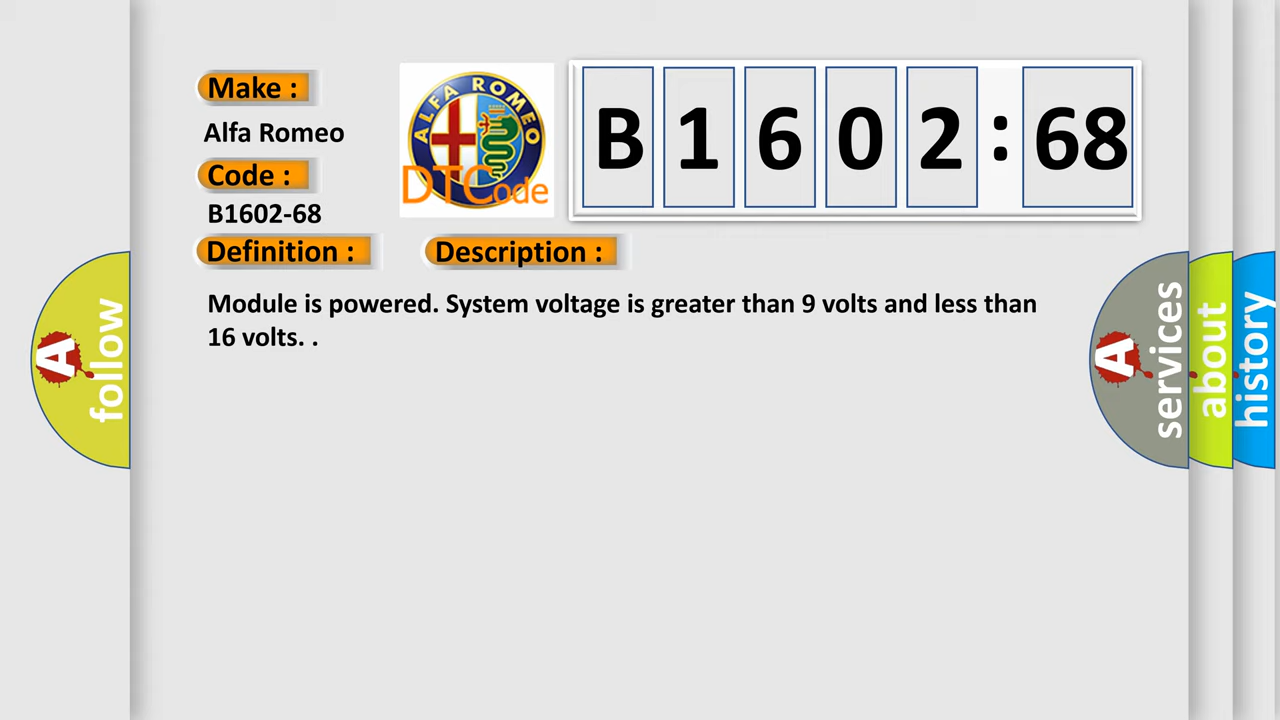 Make :
Alfa Romeo
Code :
B1602-68
Definition :
Description :
Module is powered. System voltage is greater than 9 volts and less than
16 volts. .
ALFA ROMEO
DTCode
B 1 6 0 2 : 68
A follow
A services
about
history